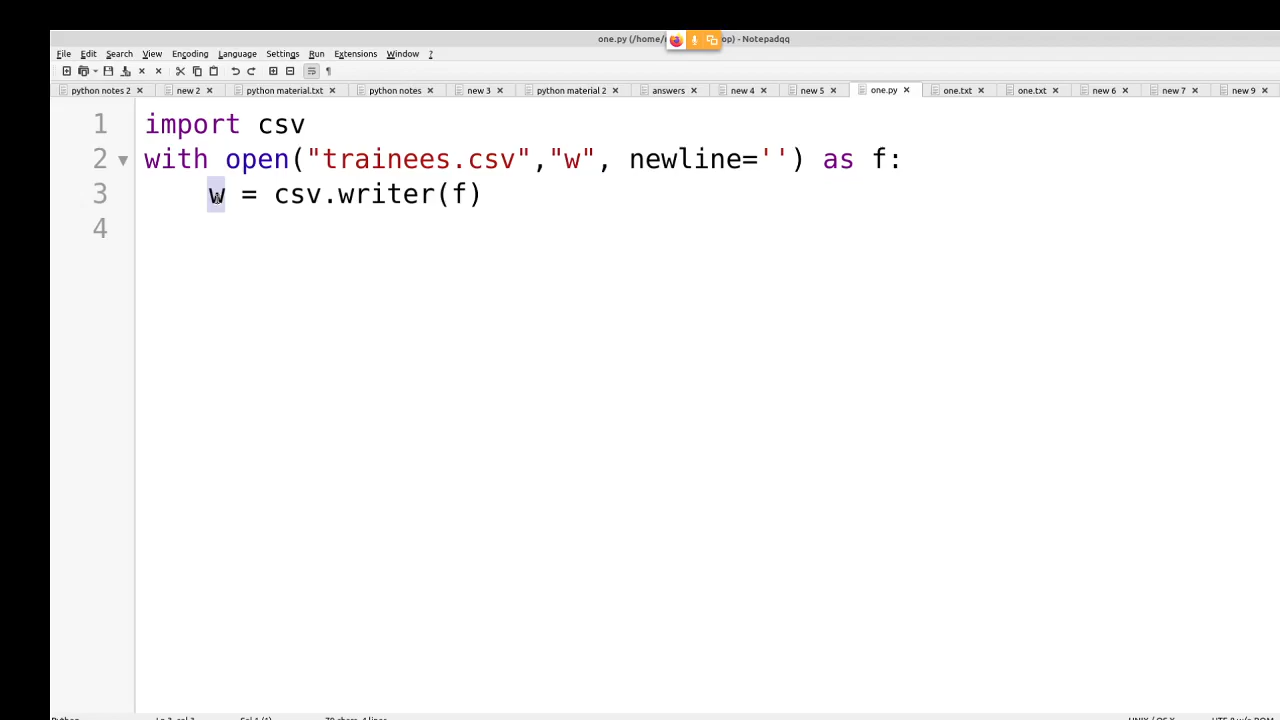 one.py (/home/ op) - Notepadqq
File Edit Search View Encoding Language Settings Run Extensions Window ?
python notes 2 new 2 python material.txt python notes new 3 python material 2 answers new 4 new 5 one.py one.txt one.txt new 6 new 7 new 9
1 import csv
2 with open("trainees.csv","w", newline='') as f:
3 w = csv.writer(f)
4